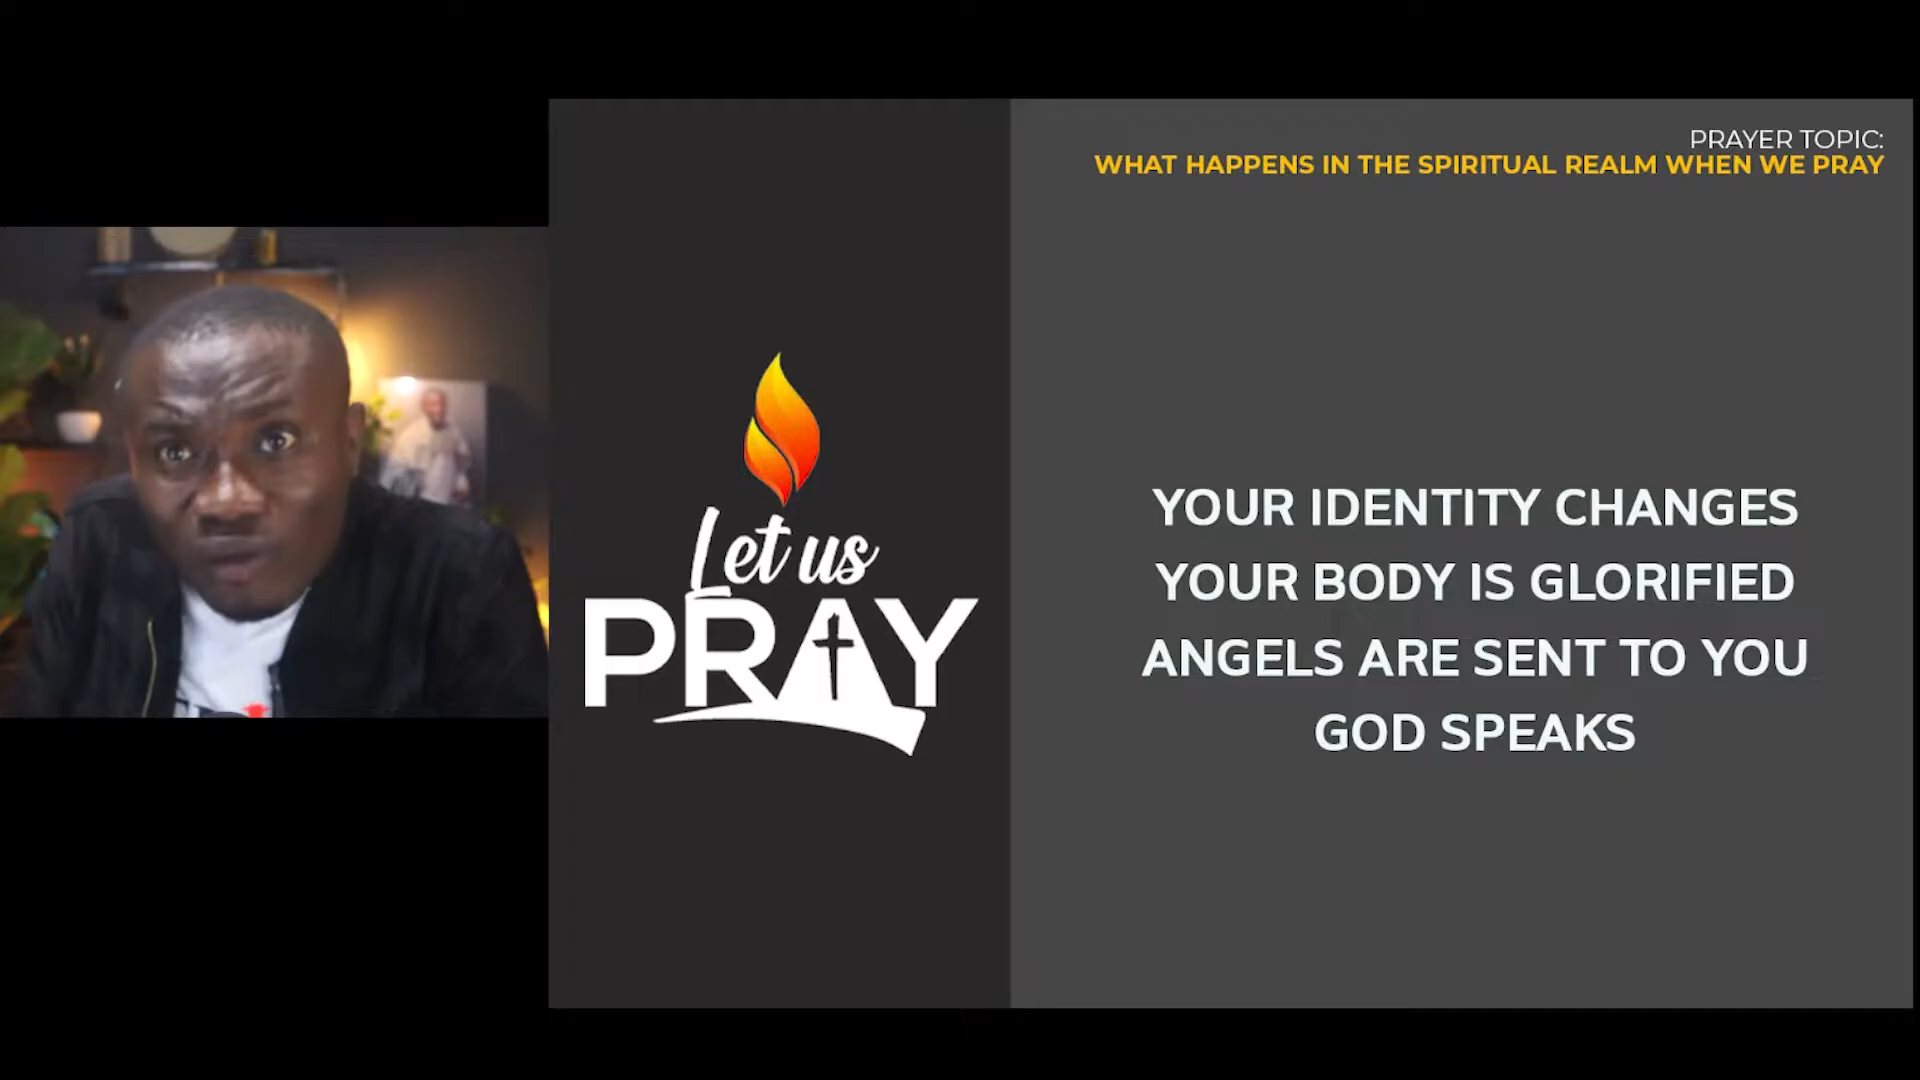 PRAYER TOPIC:
WHAT HAPPENS IN THE SPIRITUAL REALM WHEN WE PRAY
Let us
PRAY
YOUR IDENTITY CHANGES
YOUR BODY IS GLORIFIED
ANGELS ARE SENT TO YOU
GOD SPEAKS